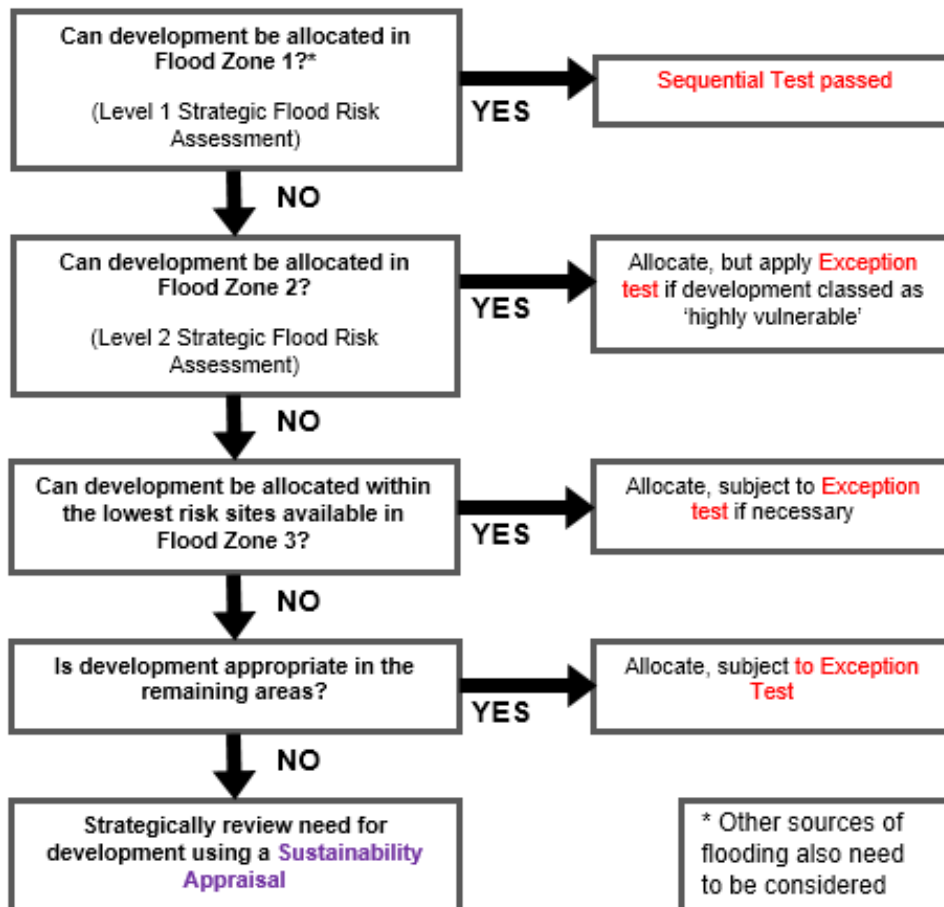 Can development be allocated in
Flood Zone 1?*
(Level 1 Strategic Flood Risk
Assessment)
YES
Sequential Test passed
NO
Can development be allocated in
Flood Zone 2?
(Level 2 Strategic Flood Risk
Assessment)
YES
Allocate, but apply Exception
test if development classed as
‘highly vulnerable’
NO
Can development be allocated within
the lowest risk sites available in
Flood Zone 3?
YES
Allocate, subject to Exception
test if necessary
NO
Is development appropriate in the
remaining areas?
YES
Allocate, subject to Exception
Test
NO
Strategically review need for
development using a Sustainability
Appraisal
* Other sources of
flooding also need
to be considered